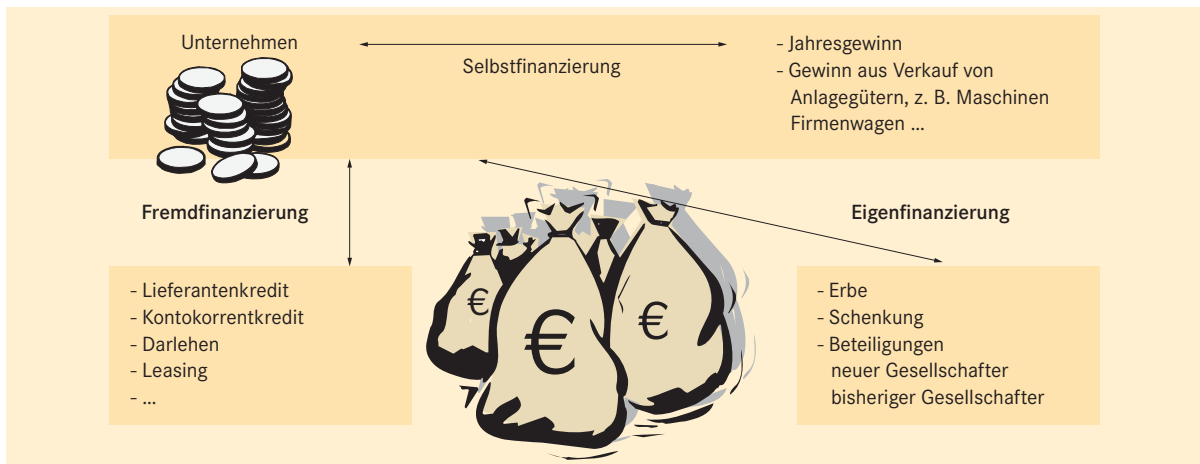 Unternehmen
Selbstfinanzierung
- Jahresgewinn
- Gewinn aus Verkauf von
Anlagegütern, z. B. Maschinen
Firmenwagen ...
Fremdfinanzierung
Eigenfinanzierung
- Lieferantenkredit
- Kontokorrentkredit
- Darlehen
- Leasing
- ...
€
€
€
- Erbe
- Schenkung
- Beteiligungen
neuer Gesellschafter
bisheriger Gesellschafter